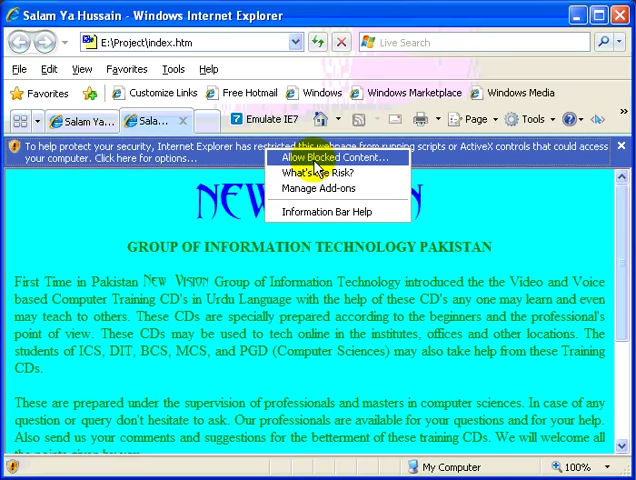 Salam Ya Hussain - Windows Internet Explorer
E:\Project\index.htm
Live Search
File Edit View Favorites Tools Help
Favorites Customize Links Free Hotmail Windows Windows Marketplace Windows Media
Salam Ya... Sala... Emulate IE7 Page Tools
To help protect your security, Internet Explorer has restricted this webpage from running scripts or ActiveX controls that could access
your computer. Click here for options...
Allow Blocked Content...
What's the Risk?
Manage Add-ons
Information Bar Help
NEW
GROUP OF INFORMATION TECHNOLOGY PAKISTAN
First Time in Pakistan NEW VISION Group of Information Technology introduced the the Video and Voice
based Computer Training CD's in Urdu Language with the help of these CD's any one may learn and even
may teach to others. These CDs are specially prepared according to the beginners and the professional's
point of view. These CDs may be used to tech online in the institutes, offices and other locations. The
students of ICS, DIT, BCS, MCS, and PGD (Computer Sciences) may also take help from these Training
CDs.
These are prepared under the supervision of professionals and masters in computer sciences. In case of any
question or query don't hesitate to ask. Our professionals are available for your questions and for your help.
Also send us your comments and suggestions for the betterment of these training CDs. We will welcome all
the points given by you.
My Computer 100%